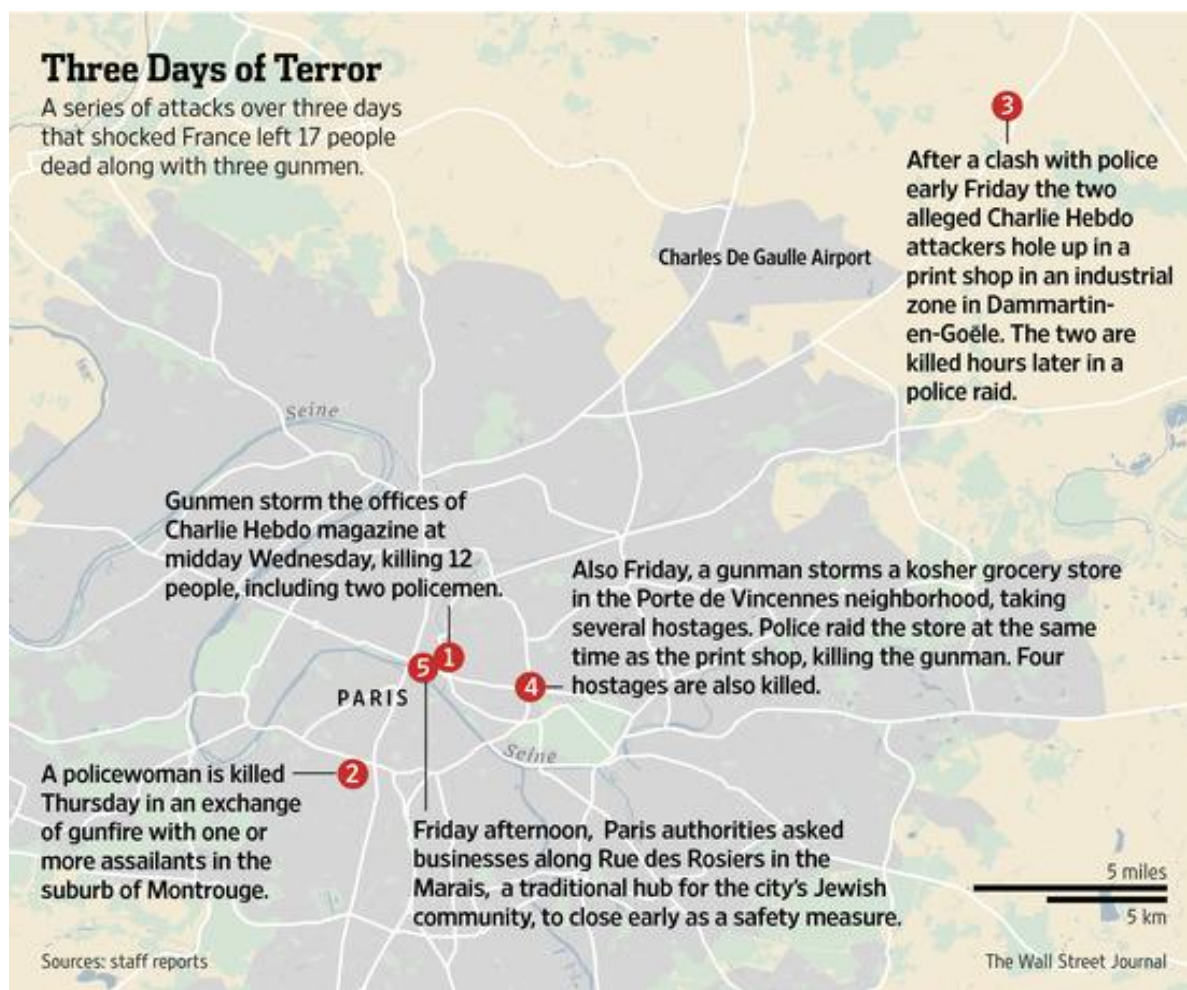 Three Days of Terror
A series of attacks over three days
that shocked France left 17 people
dead along with three gunmen.
3
After a clash with police
early Friday the two
alleged Charlie Hebdo
attackers hole up in a
print shop in an industrial
zone in Dammartin-
en-Goële. The two are
killed hours later in a
police raid.
Charles De Gaulle Airport
Seine
Gunmen storm the offices of
Charlie Hebdo magazine at
midday Wednesday, killing 12
people, including two policemen.
Also Friday, a gunman storms a kosher grocery store
in the Porte de Vincennes neighborhood, taking
several hostages. Police raid the store at the same
time as the print shop, killing the gunman. Four
hostages are also killed.
5
1
4
PARIS
Seine
2
A policewoman is killed
Thursday in an exchange
of gunfire with one or
more assailants in the
suburb of Montrouge.
Friday afternoon, Paris authorities asked
businesses along Rue des Rosiers in the
Marais, a traditional hub for the city's Jewish
community, to close early as a safety measure.
5 miles
5 km
Sources: staff reports
The Wall Street Journal